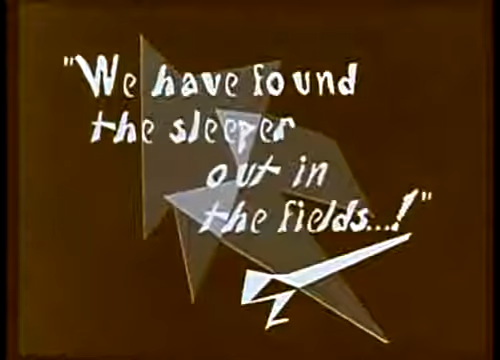 "We have found
the sleeper
out in
the fields...!"